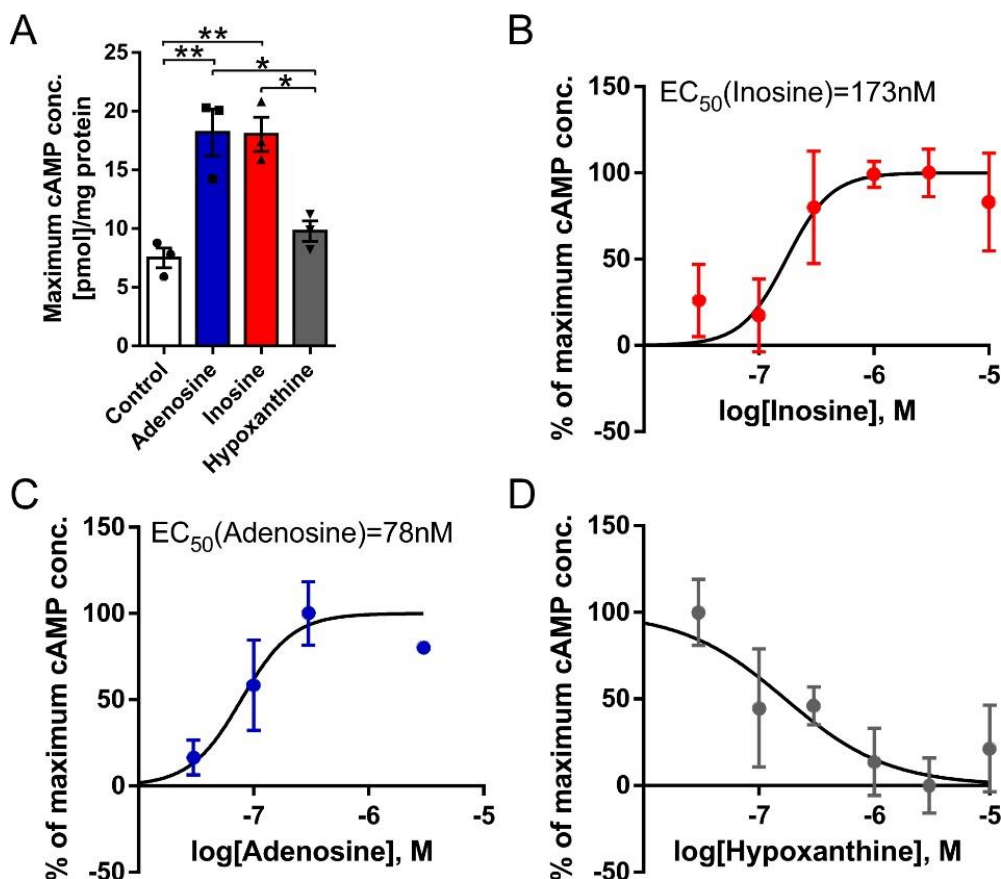 A
Maximum cAMP conc.
[pmol]/mg protein
25
20
15
10
5
0
** ** * *
Control
Adenosine
Inosine
Hypoxanthine
B
% of maximum cAMP conc.
EC50(Inosine)=173nM
150
100
50
0
-50
-7 -6 -5
log[Inosine], M
C
% of maximum cAMP conc.
EC50(Adenosine)=78nM
150
100
50
0
-50
-7 -6 -5
log[Adenosine], M
D
% of maximum cAMP conc.
150
100
50
0
-50
-7 -6 -5
log[Hypoxanthine], M